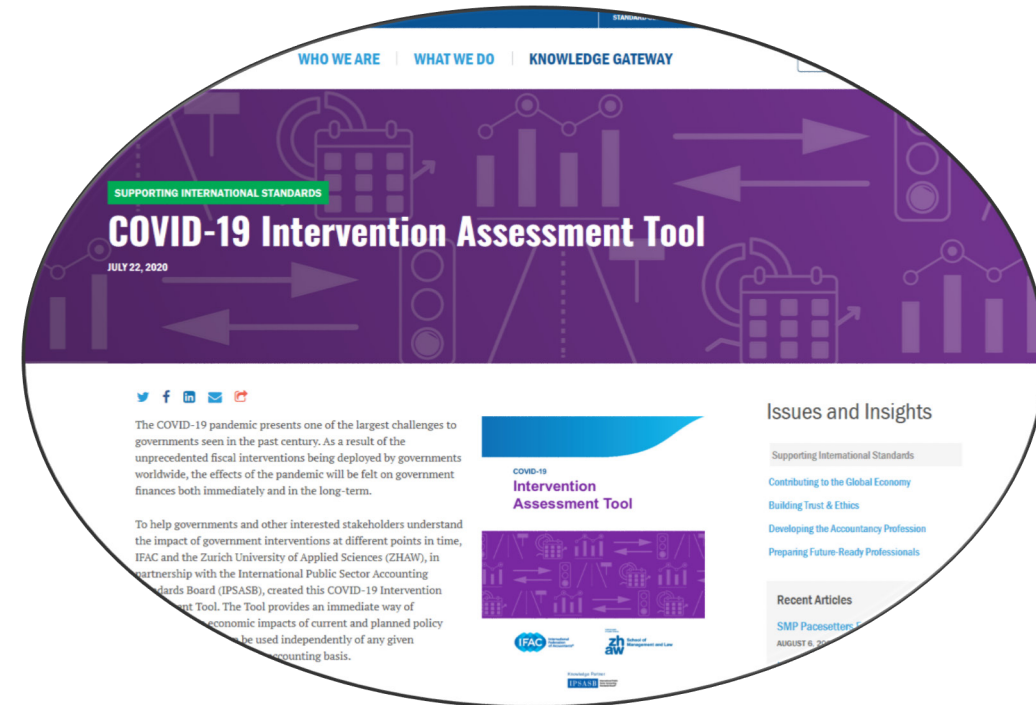 WHO WE ARE
WHAT WE DO
KNOWLEDGE GATEWAY
SUPPORTING INTERNATIONAL STANDARDS
COVID-19 Intervention Assessment Tool
JULY 22, 2020
The COVID-19 pandemic presents one of the largest challenges to
governments seen in the past century. As a result of the
unprecedented fiscal interventions being deployed by governments
worldwide, the effects of the pandemic will be felt on government
finances both immediately and in the long-term.
To help governments and other interested stakeholders understand
the impact of government interventions at different points in time,
IFAC and the Zurich University of Applied Sciences (ZHAW), in
partnership with the International Public Sector Accounting
Board (IPSASB), created this COVID-19 Intervention
Tool. The Tool provides an immediate way of
economic impacts of current and planned policy
be used independently of any given
accounting basis.
COVID-19
Intervention
Assessment Tool
IFAC
International
Federation
of Accountants
zh
aw
School of
Management and Law
Knowledge Partner:
IPSASB
Issues and Insights
Supporting International Standards
Contributing to the Global Economy
Building Trust & Ethics
Developing the Accountancy Profession
Preparing Future-Ready Professionals
Recent Articles
SMP Pacesetters
AUGUST 6,